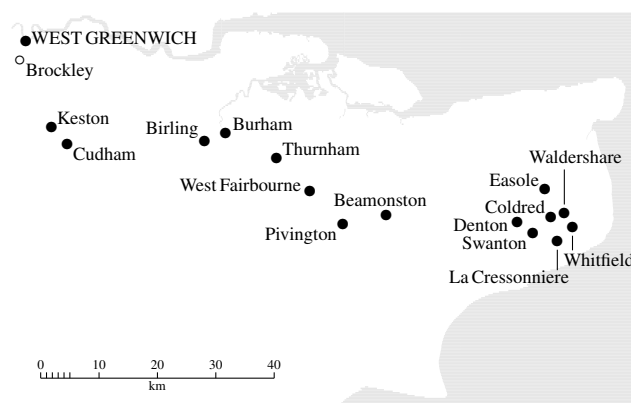 WEST GREENWICH
Brockley
Keston
Cudham
Birling
Burham
Thurnham
West Fairbourne
Beamonston
Pivington
Waldershare
Easole
Coldred
Denton
Swanton
Whitfield
La Cressonniere
0 10 20 30 40
km